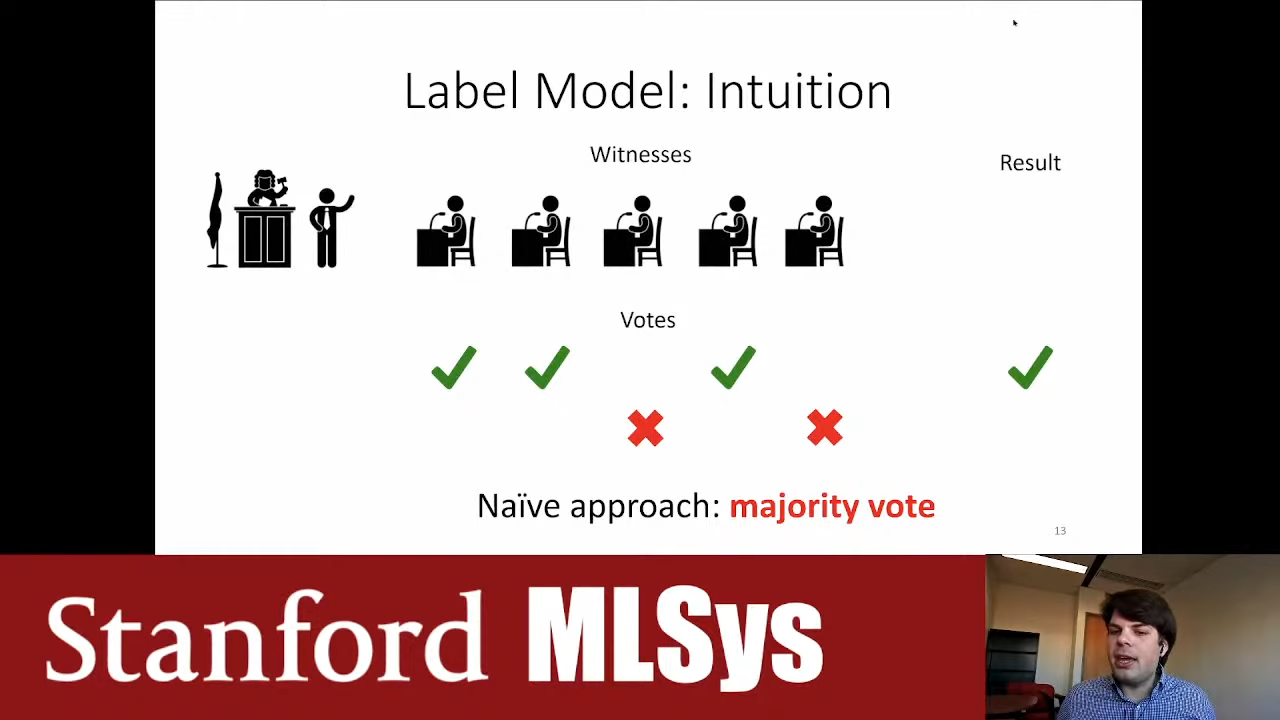 Label Model: Intuition
Witnesses
Result
Votes
Naïve approach: majority vote
13
Stanford MLSys